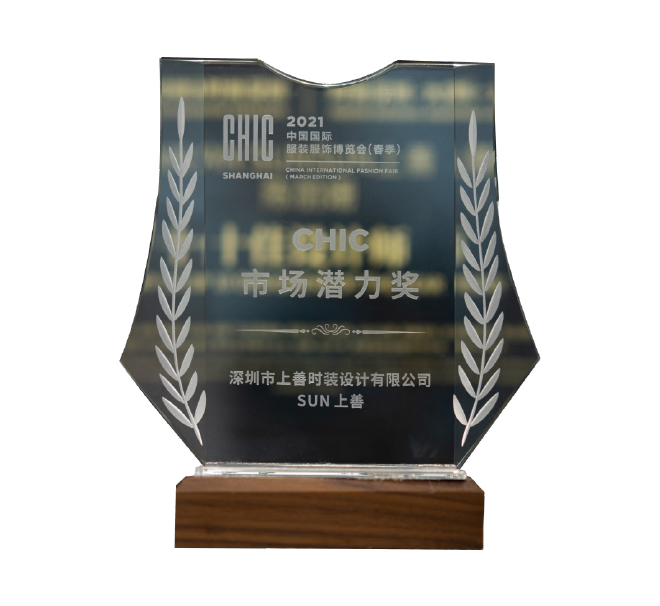 CHIC
SHANGHAI
2021
中国国际
服装服饰博览会(春季)
CHINA INTERNATIONAL FASHION FAIR
( MARCH EDITION )
CHIC
市场潜力奖
深圳市上善时装设计有限公司
SUN 上善